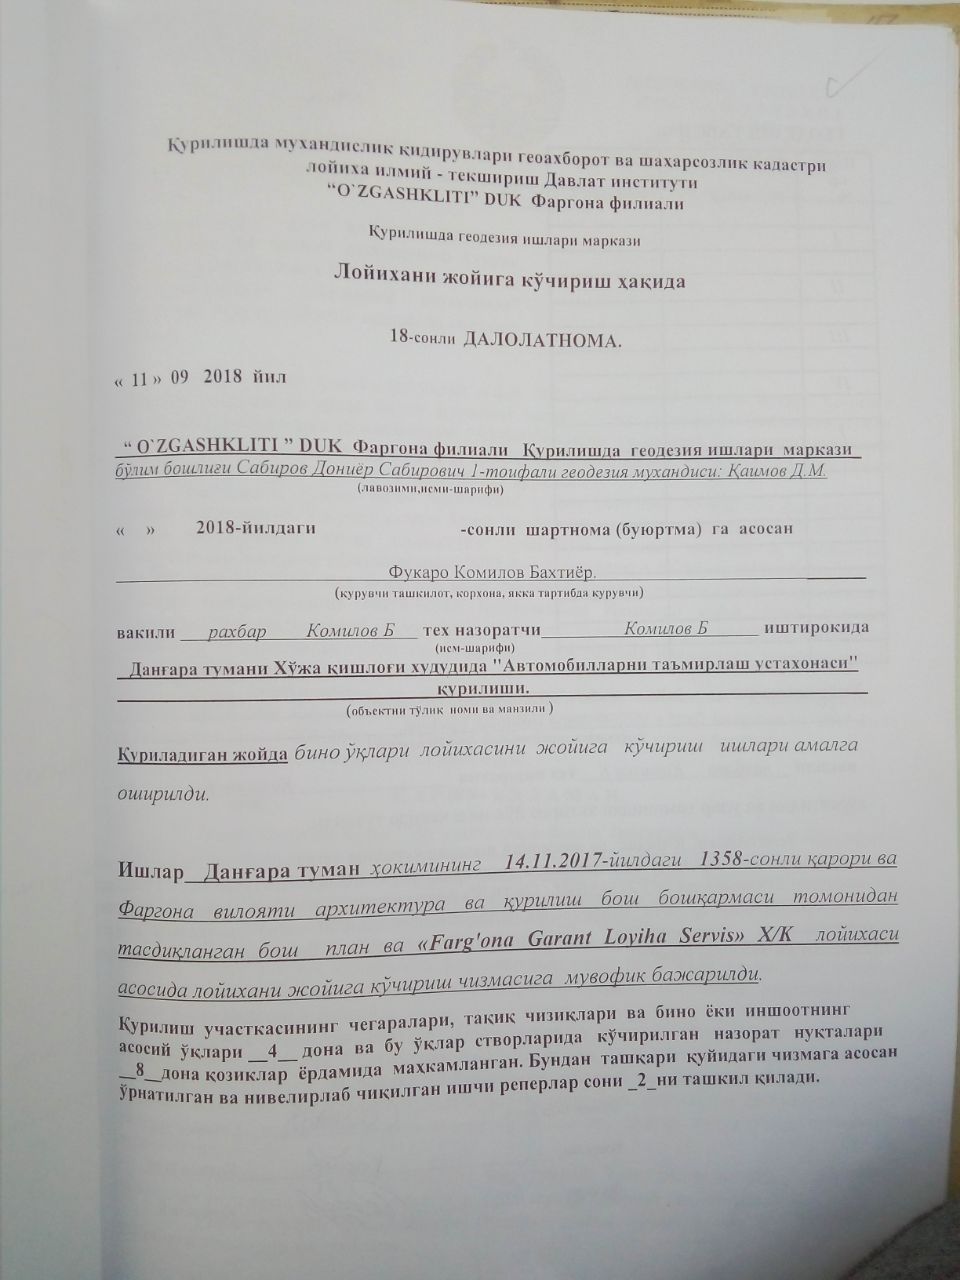 Қурилишда мухандислик қидирувлари геоахборот ва шахарсозлик кадастри
лойиха илмий - текшириш Давлат институти
“O`ZGASHKLITI” DUK Фаргона филиали
Қурилишда геодезия ишлари маркази
Лойихани жойига кўчириш ҳақида
18-сонли ДАЛОЛАТНОМА.
« 11 » 09 2018 йил
“ O`ZGASHKLITI ” DUK Фаргона филиали Қурилишда геодезия ишлари маркази
бўлим бошлиғи Сабиров Дониёр Сабирович 1-тоифали геодезия мухандиси: Қаимов Д.М.
(лавозими,исми-шарифи)
« » 2018-йилдаги -сонли шартнома (буюртма) га асосан
Фукаро Комилов Бахтиёр.
(қурувчи ташкилот, корхона, якка тартибда қурувчи)
вакили рахбар Комилов Б тех назоратчи Комилов Б иштирокида
(исм-шарифи)
Данғара тумани Хўжа қишлоғи худудида "Автомобилларни таъмирлаш устахонаси"
қурилиши.
(объектни тўлиқ номи ва манзили )
Қуриладиган жойда бино ўқлари лойихасини жойига кўчириш ишлари амалга
оширилди.
Ишлар Данғара туман ҳокимининг 14.11.2017-йилдаги 1358-сонли қарори ва
Фаргона вилояти архитектура ва қурилиш бош бошқармаси томонидан
тасдиқланган бош план ва «Farg'ona Garant Loyiha Servis» X/K лойихаси
асосида лойихани жойига кўчириш чизмасига мувофик бажарилди.
Қурилиш участкасининг чегаралари, тақиқ чизиқлари ва бино ёки иншоотнинг
асосий ўқлари __4__ дона ва бу ўқлар створларида кўчирилган назорат нуқталари
__8__дона қозиқлар ёрдамида махкамланган. Бундан ташқари қуйидаги чизмага асосан
ўрнатилган ва нивелирлаб чиқилган ишчи реперлар сони _2_ни ташкил қилади.